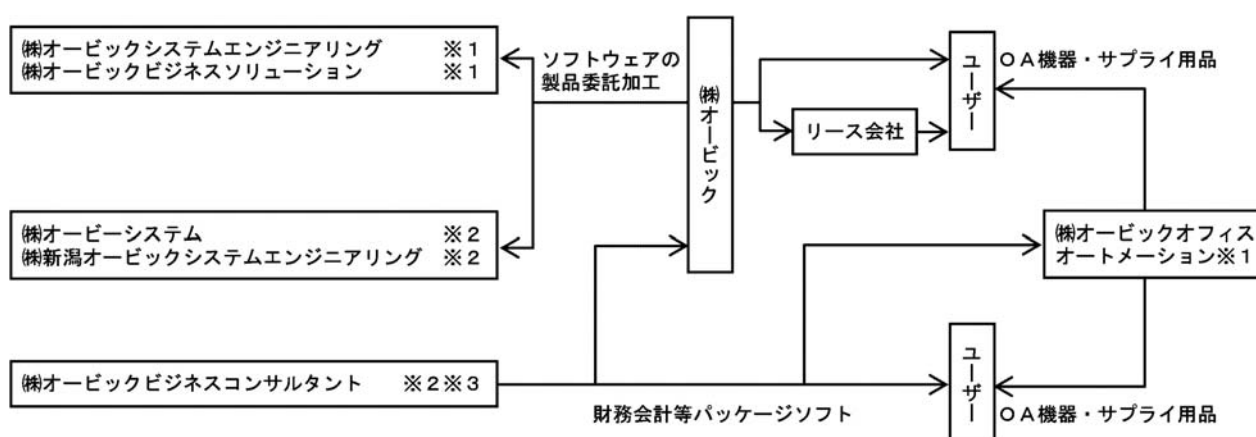 ㈱オービックシステムエンジニアリング ※１
㈱オービックビジネスソリューション ※１
ソフトウェアの
製品委託加工
㈱オービック
リース会社
ユーザー
ＯＡ機器・サプライ用品
㈱オービーシステム ※２
㈱新潟オービックシステムエンジニアリング ※２
㈱オービックオフィス
オートメーション※１
㈱オービックビジネスコンサルタント ※２※３
財務会計等パッケージソフト
ユーザー
ＯＡ機器・サプライ用品